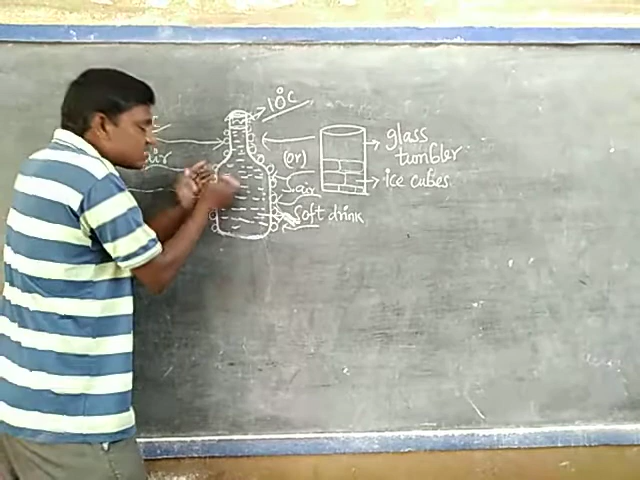 10°C
glass
tumbler
(or)
air
air
ice cubes
Soft drink